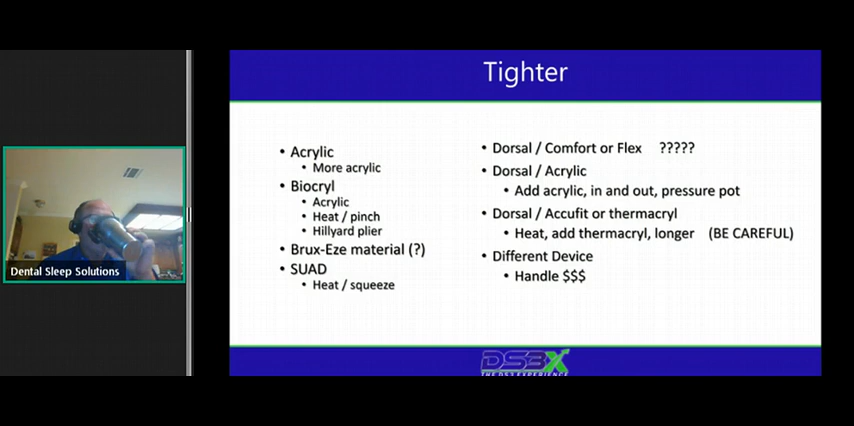 Tighter
• Acrylic
• More acrylic
• Biocryl
• Acrylic
• Heat / pinch
• Hillyard plier
• Brux-Eze material (?)
• SUAD
• Heat / squeeze
• Dorsal / Comfort or Flex ?????
• Dorsal / Acrylic
• Add acrylic, in and out, pressure pot
• Dorsal / Accufit or thermacryl
• Heat, add thermacryl, longer (BE CAREFUL)
• Different Device
• Handle $$$
Dental Sleep Solutions
DS3X
THE DS3 EXPERIENCE